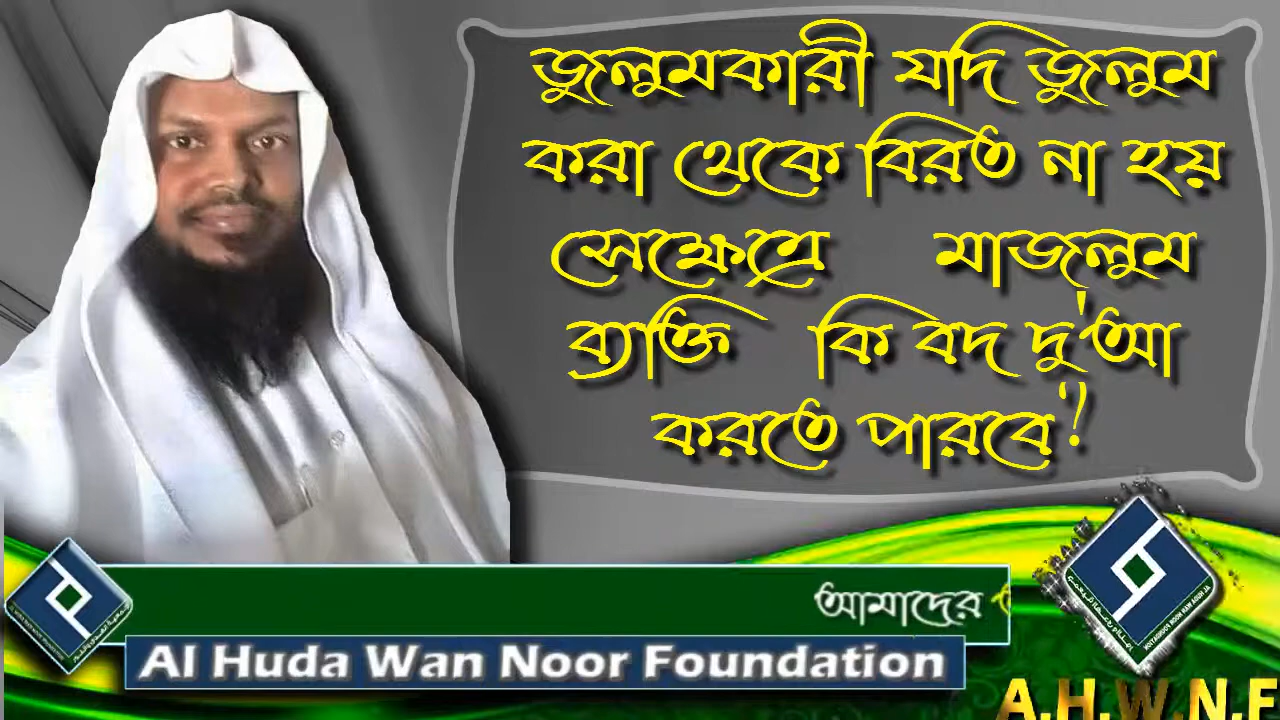 জুলুমকারী যদি জুলুম
করা থেকে বিরত না হয়
সেক্ষেত্রে মাজলুম
ব্যক্তি কি বদ দু'আ
করতে পারবে?
আমাদের
Al Huda Wan Noor Foundation
A.H.W.N.F